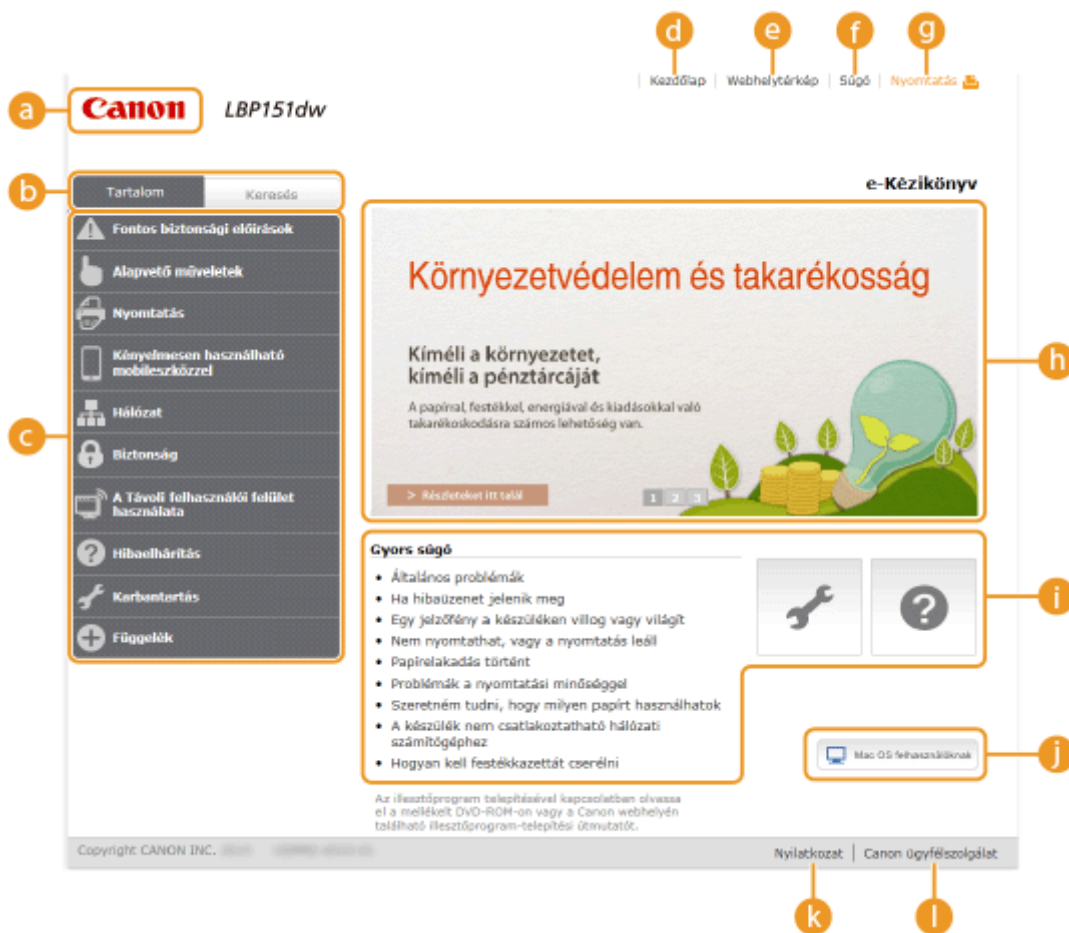 d e f g
Kezdőlap | Webhelytérkép | Súgó | Nyomtatás
a
Canon LBP151dw
b
Tartalom Keresés
e-Kézikönyv
c
Fontos biztonsági előírások
Alapvető műveletek
Nyomtatás
Kényelmesen használható
mobileszközzel
Hálózat
Biztonság
A Távoli felhasználói felület
használata
Hibaelhárítás
Karbantartás
Függelék
h
Környezetvédelem és takarékosság
Kíméli a környezetet,
kíméli a pénztárcáját
A papírral, festékkel, energiával és kiadásokkal való
takarékoskodásra számos lehetőség van.
> Részleteket itt talál
1 2 3
i
Gyors súgó
• Általános problémák
• Ha hibaüzenet jelenik meg
• Egy jelzőfény a készüléken villog vagy világít
• Nem nyomtathat, vagy a nyomtatás leáll
• Papírelakadás történt
• Problémák a nyomtatási minőséggel
• Szeretném tudni, hogy milyen papírt használhatok
• A készülék nem csatlakoztatható hálózati
számítógéphez
• Hogyan kell festékkazettát cserélni
j
Mac OS felhasználóknak
Az illesztőprogram telepítésével kapcsolatban olvassa
el a mellékelt DVD-ROM-on vagy a Canon webhelyén
található illesztőprogram-telepítési útmutatót.
Copyright CANON INC.
Nyilatkozat | Canon ügyfélszolgálat
k l